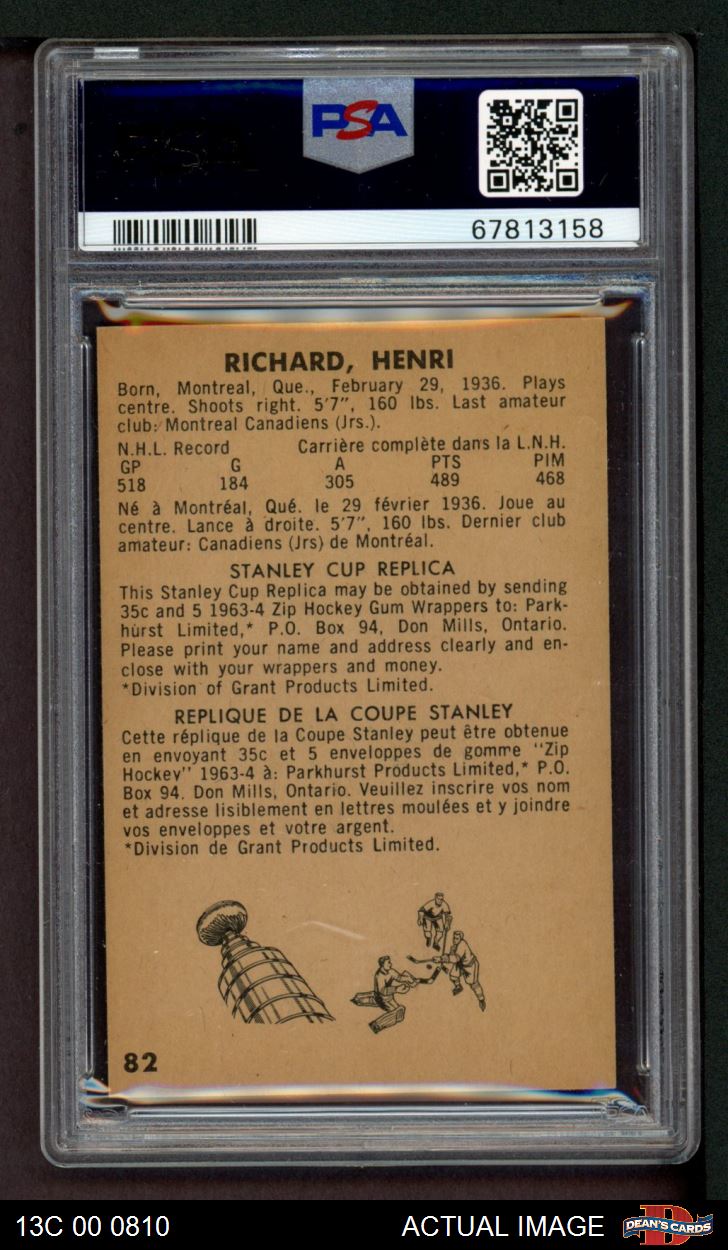 PSA
67813158
RICHARD, HENRI
Born, Montreal, Que., February 29, 1936. Plays
centre. Shoots right. 5'7", 160 lbs. Last amateur
club: Montreal Canadiens (Jrs.).
N.H.L. Record Carrière complète dans la L.N.H.
GP G A PTS PIM
518 184 305 489 468
Né à Montréal, Qué. le 29 février 1936. Joue au
centre. Lance à droite. 5'7", 160 lbs. Dernier club
amateur: Canadiens (Jrs) de Montréal.
STANLEY CUP REPLICA
This Stanley Cup Replica may be obtained by sending
35c and 5 1963-4 Zip Hockey Gum Wrappers to: Park-
hurst Limited,* P.O. Box 94, Don Mills, Ontario.
Please print your name and address clearly and en-
close with your wrappers and money.
*Division of Grant Products Limited.
REPLIQUE DE LA COUPE STANLEY
Cette réplique de la Coupe Stanley peut être obtenue
en envoyant 35c et 5 enveloppes de gomme "Zip
Hockey" 1963-4 à: Parkhurst Products Limited,* P.O.
Box 94. Don Mills, Ontario. Veuillez inscrire vos nom
et adresse lisiblement en lettres moulées et y joindre
vos enveloppes et votre argent.
*Division de Grant Products Limited.
82
13C 00 0810 ACTUAL IMAGE DEAN'S CARDS